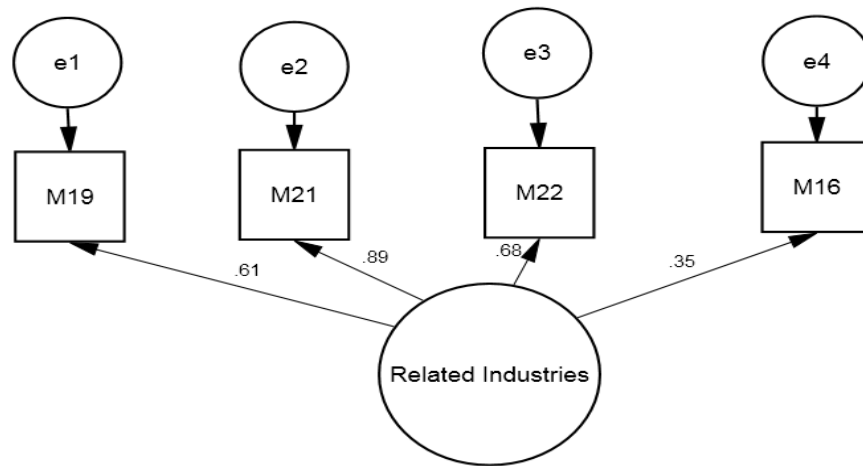 e1
e2
e3
e4
M19
M21
M22
M16
.61
.89
.68
.35
Related Industries